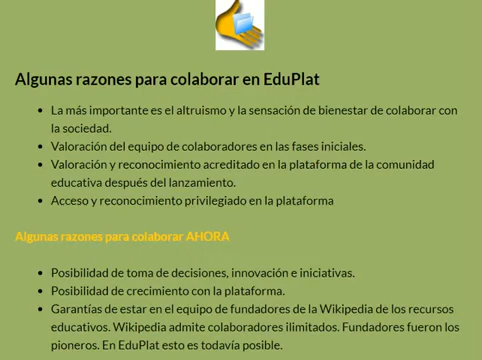 Algunas razones para colaborar en EduPlat
La más importante es el altruismo y la sensación de bienestar de colaborar con
la sociedad.
Valoración del equipo de colaboradores en las fases iniciales.
Valoración y reconocimiento acreditado en la plataforma de la comunidad
educativa después del lanzamiento.
Acceso y reconocimiento privilegiado en la plataforma
Algunas razones para colaborar AHORA
Posibilidad de toma de decisiones, innovación e iniciativas.
Posibilidad de crecimiento con la plataforma.
Garantías de estar en el equipo de fundadores de la Wikipedia de los recursos
educativos. Wikipedia admite colaboradores ilimitados. Fundadores fueron los
pioneros. En EduPlat esto es todavía posible.